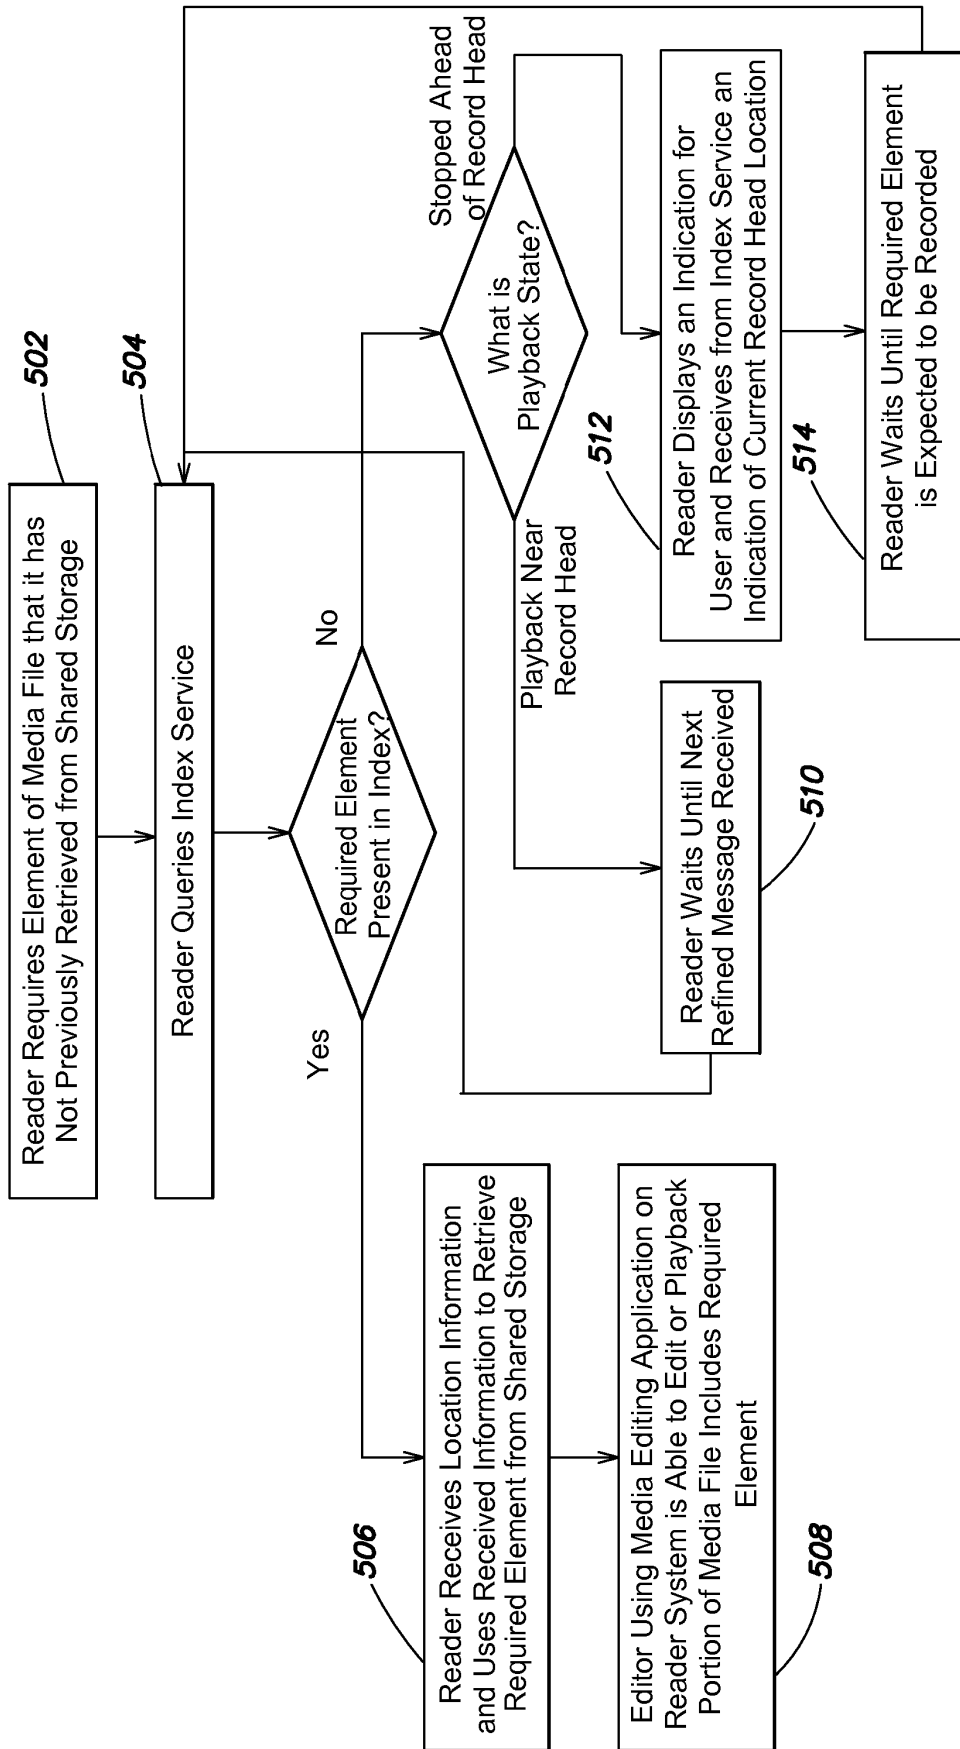 Reader Requires Element of Media File that it has
Not Previously Retrieved from Shared Storage
502
Reader Queries Index Service
504
Required Element
Present in Index?
Yes
No
Reader Receives Location Information
and Uses Received Information to Retrieve
Required Element from Shared Storage
506
Editor Using Media Editing Application on
Reader System is Able to Edit or Playback
Portion of Media File Includes Required
Element
508
What is
Playback State?
Playback Near
Record Head
Stopped Ahead
of Record Head
Reader Waits Until Next
Refined Message Received
510
Reader Displays an Indication for
User and Receives from Index Service an
Indication of Current Record Head Location
512
Reader Waits Until Required Element
is Expected to be Recorded
514